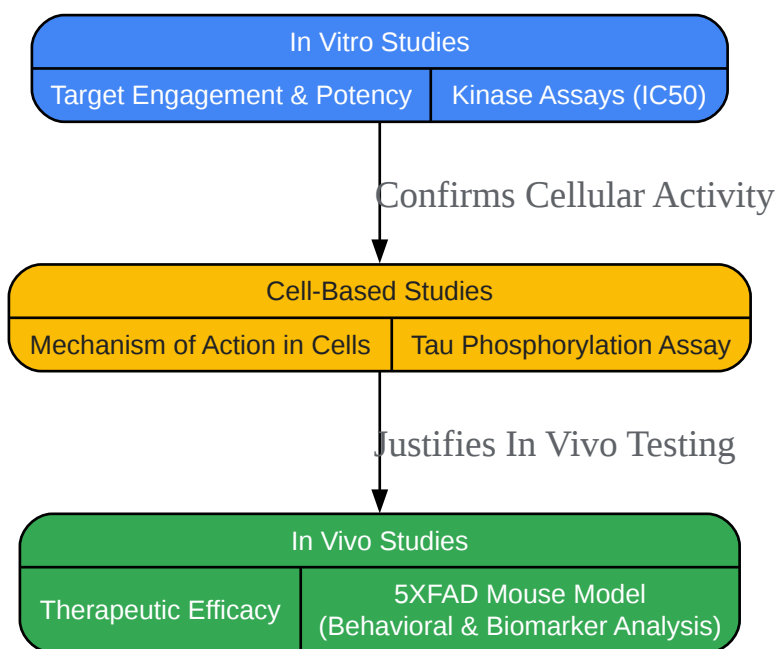 In Vitro Studies
Target Engagement & Potency
Kinase Assays (IC50)
Confirms Cellular Activity
Cell-Based Studies
Mechanism of Action in Cells
Tau Phosphorylation Assay
Justifies In Vivo Testing
In Vivo Studies
Therapeutic Efficacy
5XFAD Mouse Model
(Behavioral & Biomarker Analysis)